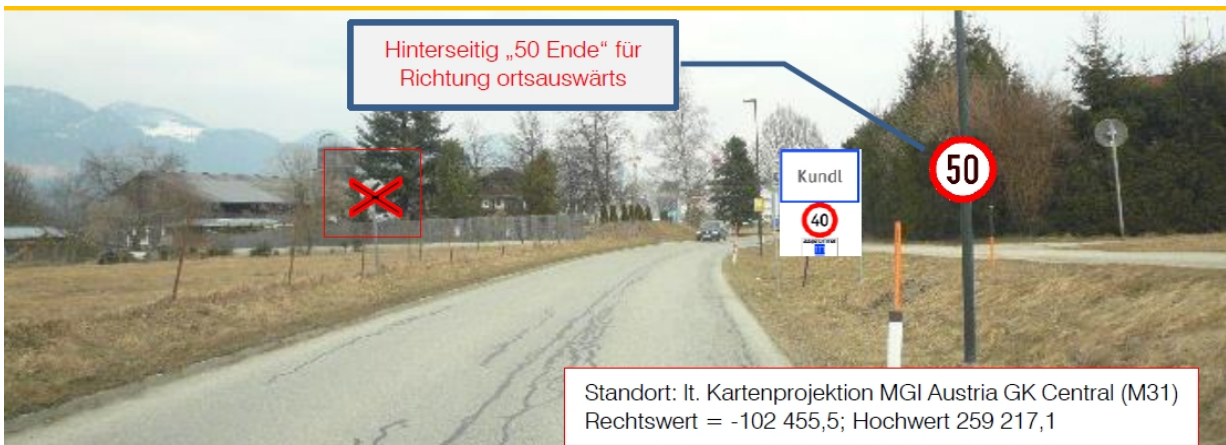 Hinterseitig „50 Ende“ für
Richtung ortsauswärts
50
Kundl
40
Standort: lt. Kartenprojektion MGI Austria GK Central (M31)
Rechtswert = -102 455,5; Hochwert 259 217,1